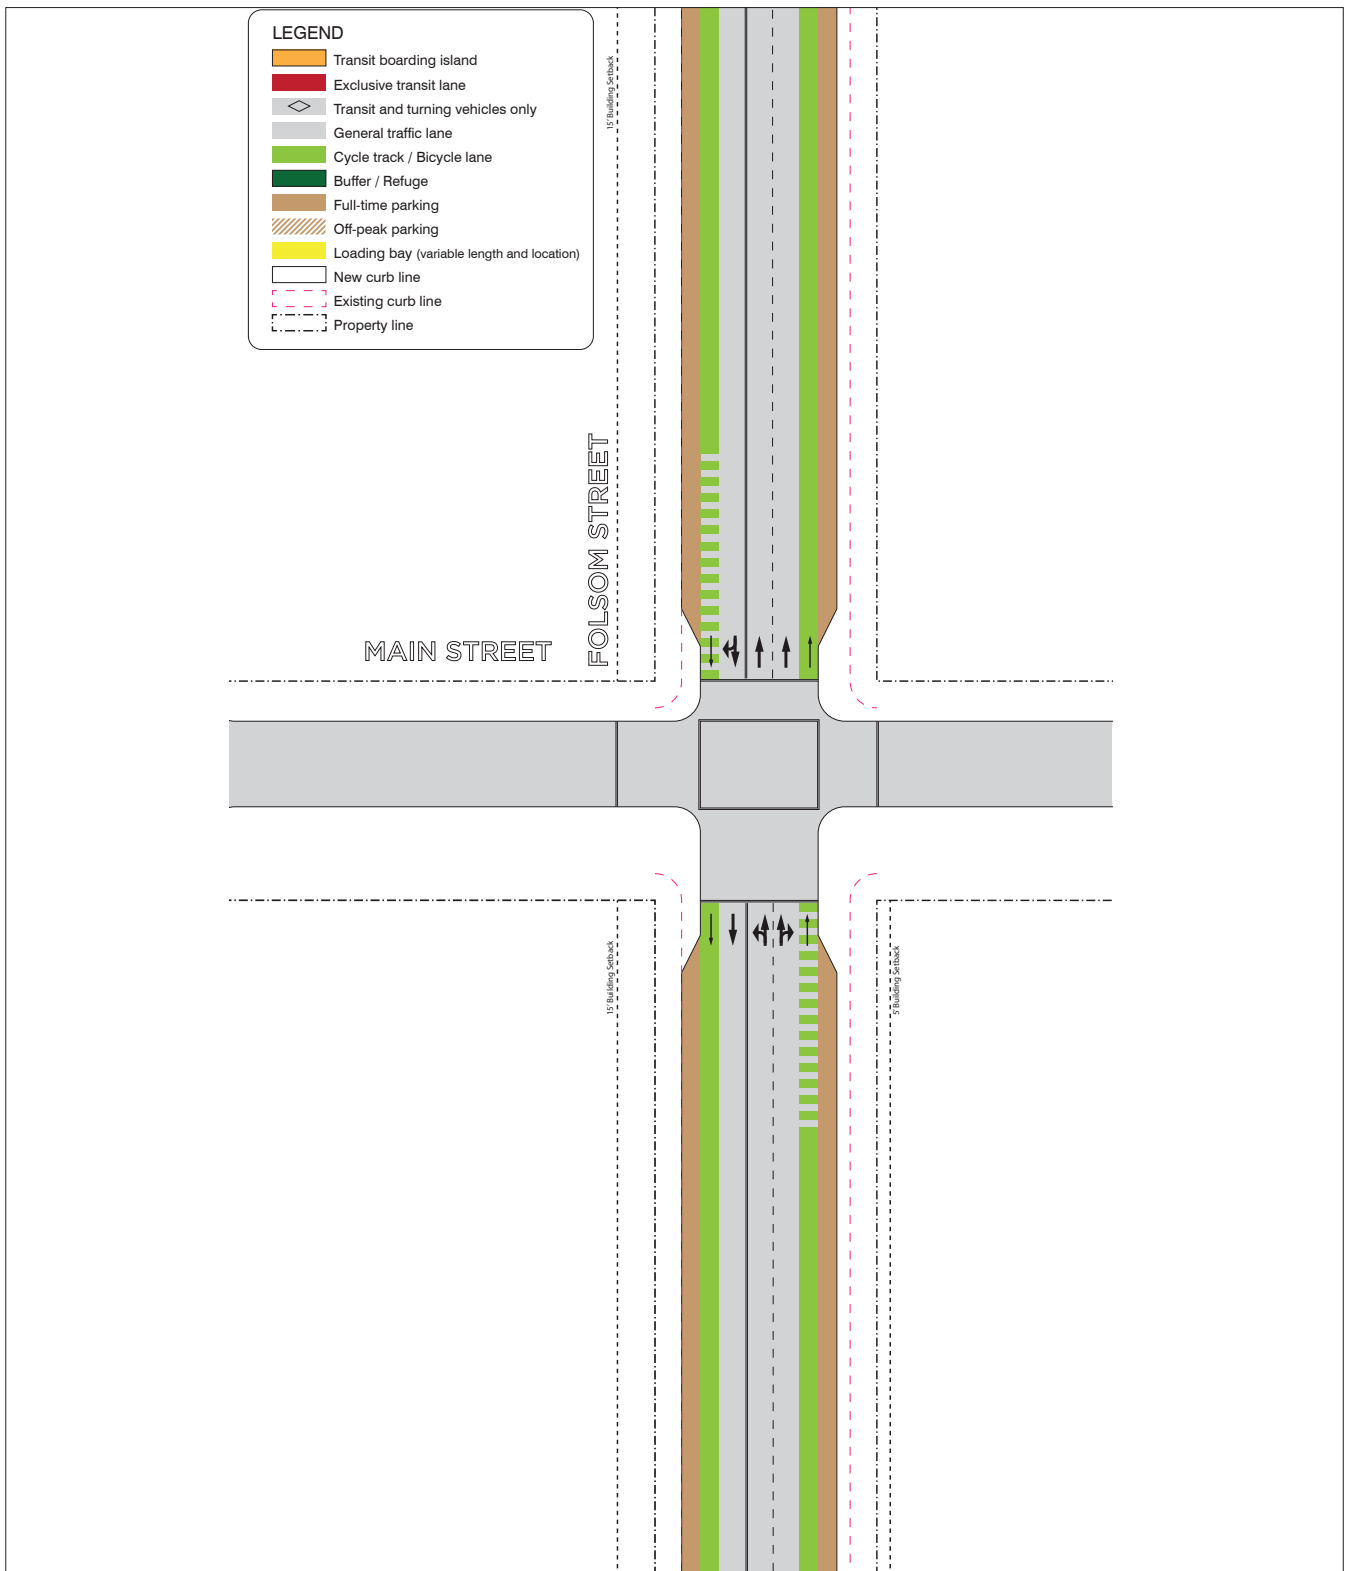 LEGEND
Transit boarding island
Exclusive transit lane
Transit and turning vehicles only
General traffic lane
Cycle track / Bicycle lane
Buffer / Refuge
Full-time parking
Off-peak parking
Loading bay (variable length and location)
New curb line
Existing curb line
Property line
15' Building Setback
FOLSOM STREET
MAIN STREET
15' Building Setback
5' Building Setback